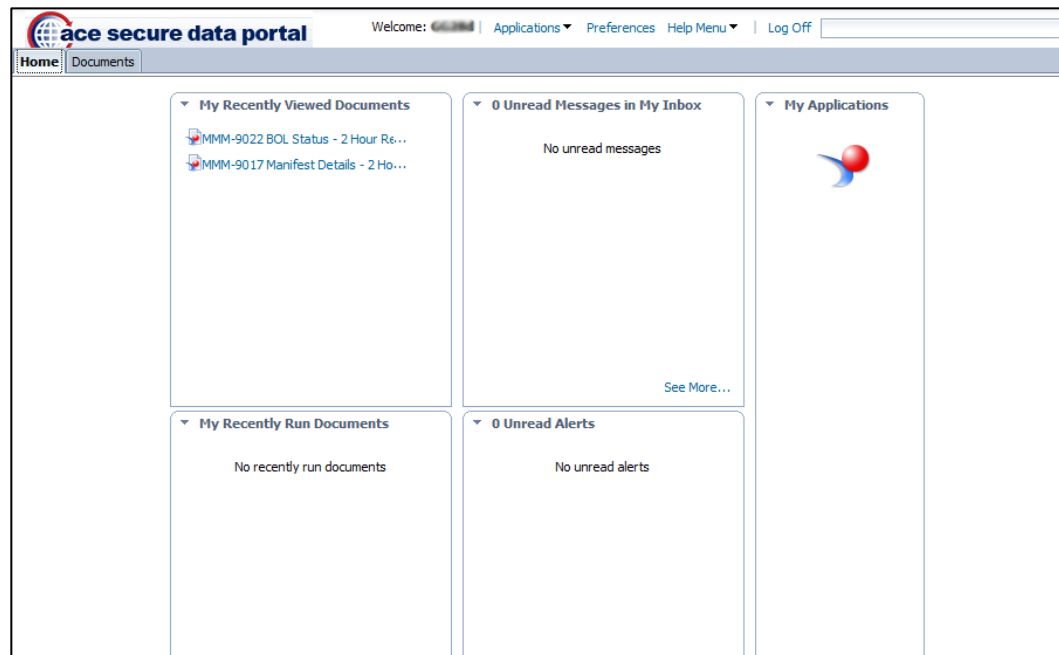 ace secure data portal
Welcome: | Applications Preferences Help Menu | Log Off
Home Documents
My Recently Viewed Documents
MMM-9022 BOL Status - 2 Hour Re...
MMM-9017 Manifest Details - 2 Ho...
0 Unread Messages in My Inbox
No unread messages
See More...
My Applications
My Recently Run Documents
No recently run documents
0 Unread Alerts
No unread alerts